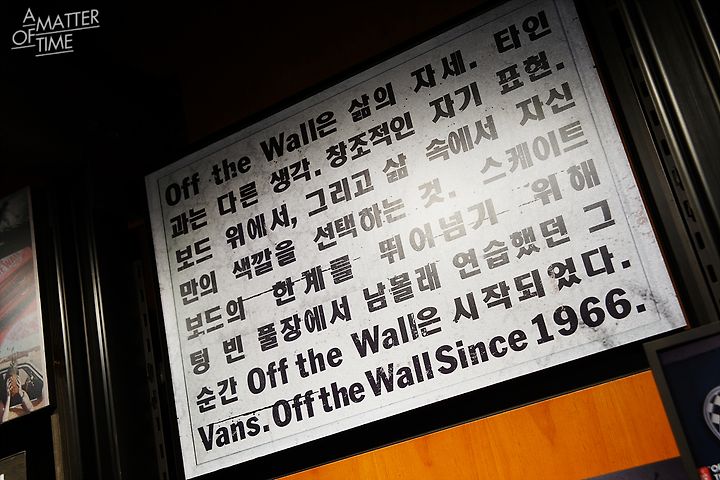 A MATTER
OF TIME
Off the Wall은 삶의 자세. 타인
과는 다른 생각. 창조적인 자기 표현.
보드 위에서, 그리고 삶 속에서 자신
만의 색깔을 선택하는 것. 스케이트
보드의 한계를 뛰어넘기 위해
텅 빈 풀장에서 남몰래 연습했던 그
순간 Off the Wall은 시작되었다.
Vans. Off the Wall Since 1966.